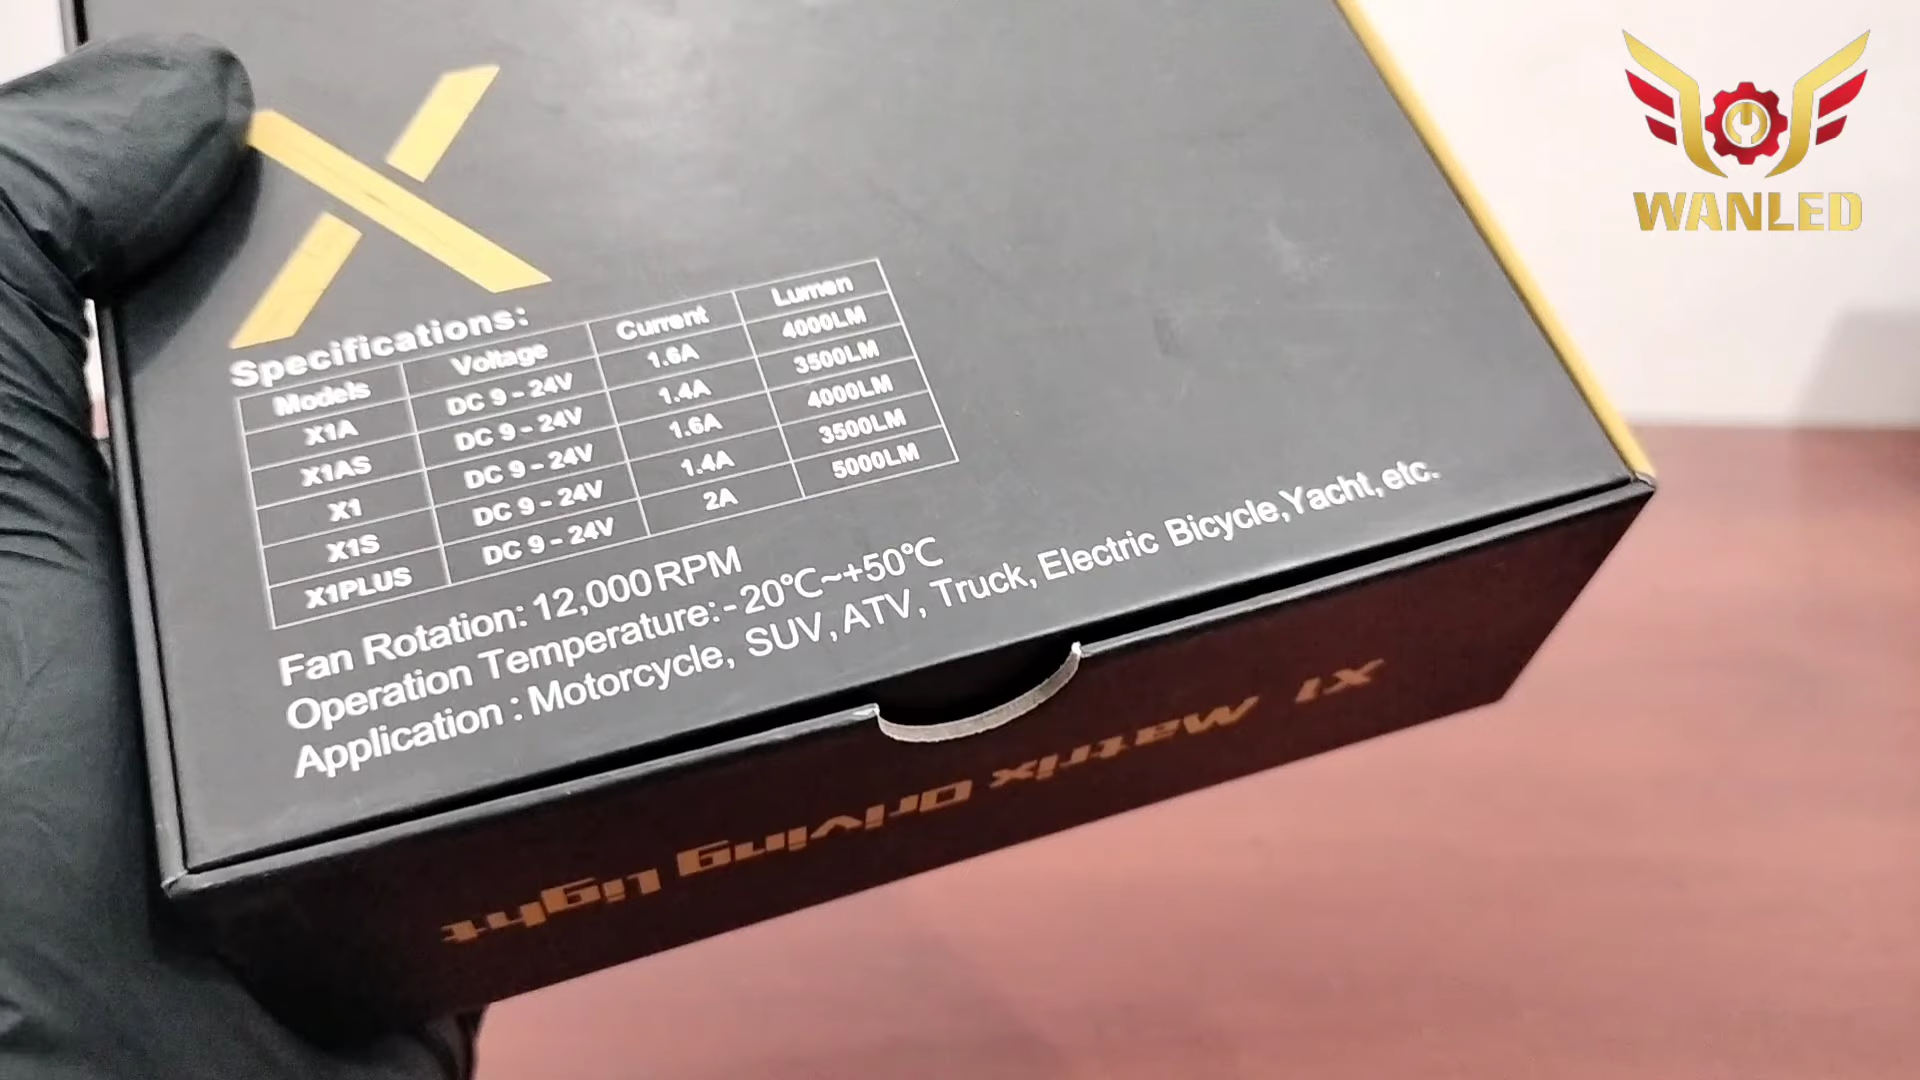 WANLED
X
Specifications:
Models Voltage Current Lumen
X1A DC 9 - 24V 1.6A 4000LM
X1AS DC 9 - 24V 1.4A 3500LM
X1 DC 9 - 24V 1.6A 4000LM
X1S DC 9 - 24V 1.4A 3500LM
X1PLUS DC 9 - 24V 2A 5000LM
Fan Rotation: 12,000 RPM
Operation Temperature: -20℃~+50℃
Application : Motorcycle, SUV, ATV, Truck, Electric Bicycle, Yacht, etc.
X1 Matrix Driving Light